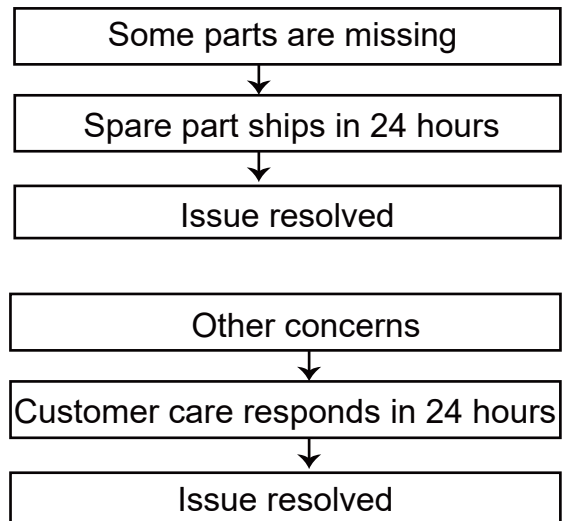 Some parts are missing
Spare part ships in 24 hours
Issue resolved
Other concerns
Customer care responds in 24 hours
Issue resolved